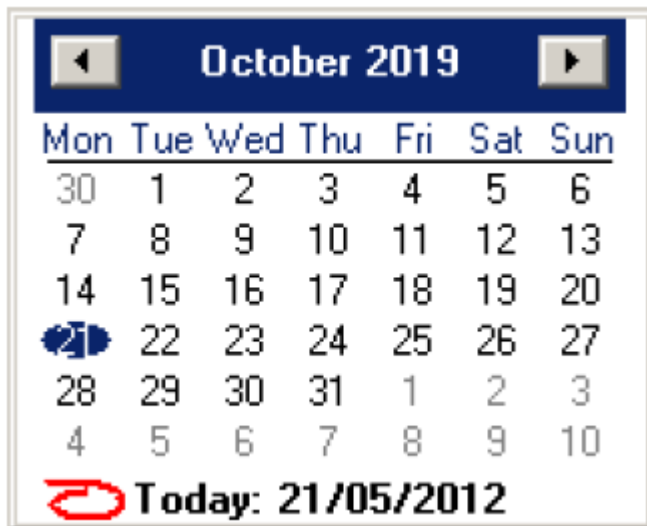 October 2019
Mon Tue Wed Thu Fri Sat Sun
30 1 2 3 4 5 6
7 8 9 10 11 12 13
14 15 16 17 18 19 20
21 22 23 24 25 26 27
28 29 30 31 1 2 3
4 5 6 7 8 9 10
Today: 21/05/2012